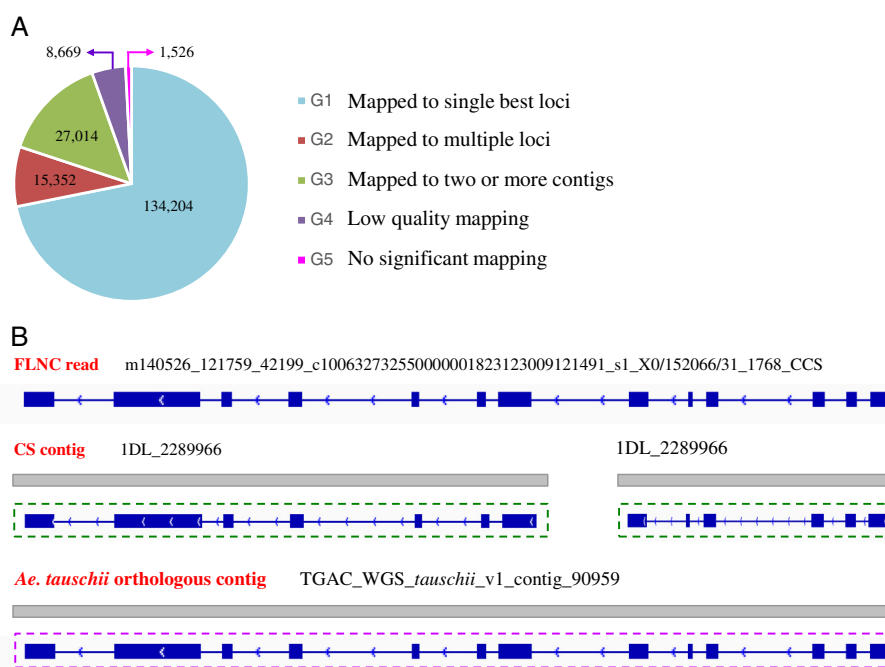 A
8,669
1,526
27,014
15,352
134,204
G1 Mapped to single best loci
G2 Mapped to multiple loci
G3 Mapped to two or more contigs
G4 Low quality mapping
G5 No significant mapping
B
FLNC read m140526_121759_42199_c100632732550000001823123009121491_s1_X0/152066/31_1768_CCS
CS contig 1DL_2289966 1DL_2289966
Ae. tauschii orthologous contig TGAC_WGS_tauschii_v1_contig_90959